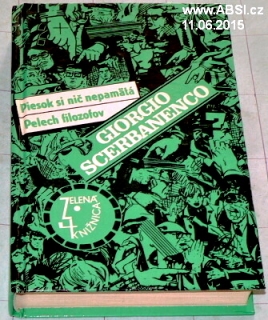 www.ABSI.cz
11.06.2015
Piesok si nič nepamätá
Pelech filozofov
GIORGIO
SCERBANENCO
ZELENÁ
KNIŽNICA